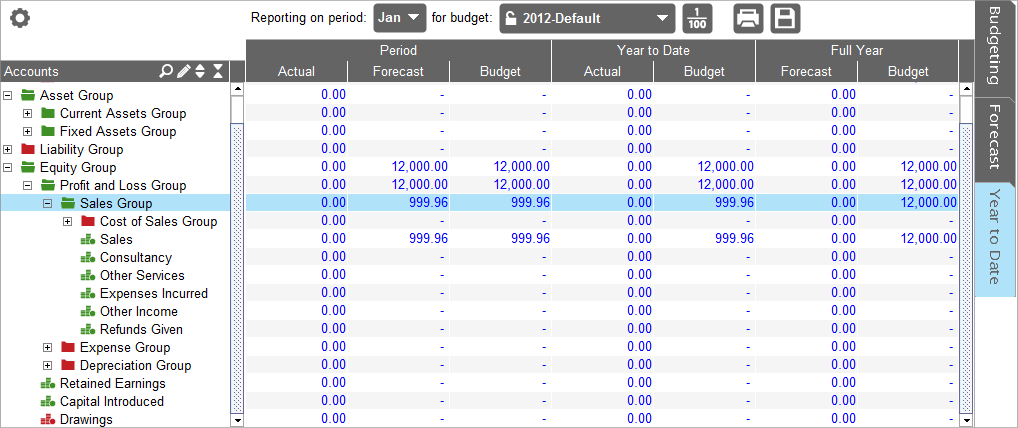 Reporting on period: Jan for budget: 2012-Default 1/100
Period Year to Date Full Year
Accounts Actual Forecast Budget Actual Budget Forecast Budget
Asset Group 0.00 - - 0.00 - 0.00 -
Current Assets Group 0.00 - - 0.00 - 0.00 -
Fixed Assets Group 0.00 - - 0.00 - 0.00 -
Liability Group 0.00 - - 0.00 - 0.00 -
Equity Group 0.00 12,000.00 12,000.00 0.00 12,000.00 0.00 12,000.00
Profit and Loss Group 0.00 12,000.00 12,000.00 0.00 12,000.00 0.00 12,000.00
Sales Group 0.00 999.96 999.96 0.00 999.96 0.00 12,000.00
Cost of Sales Group 0.00 - - 0.00 - 0.00 -
Sales 0.00 999.96 999.96 0.00 999.96 0.00 12,000.00
Consultancy 0.00 - - 0.00 - 0.00 -
Other Services 0.00 - - 0.00 - 0.00 -
Expenses Incurred 0.00 - - 0.00 - 0.00 -
Other Income 0.00 - - 0.00 - 0.00 -
Refunds Given 0.00 - - 0.00 - 0.00 -
Expense Group 0.00 - - 0.00 - 0.00 -
Depreciation Group 0.00 - - 0.00 - 0.00 -
Retained Earnings 0.00 - - 0.00 - 0.00 -
Capital Introduced 0.00 - - 0.00 - 0.00 -
Drawings 0.00 - - 0.00 - 0.00 -
Budgeting
Forecast
Year to Date